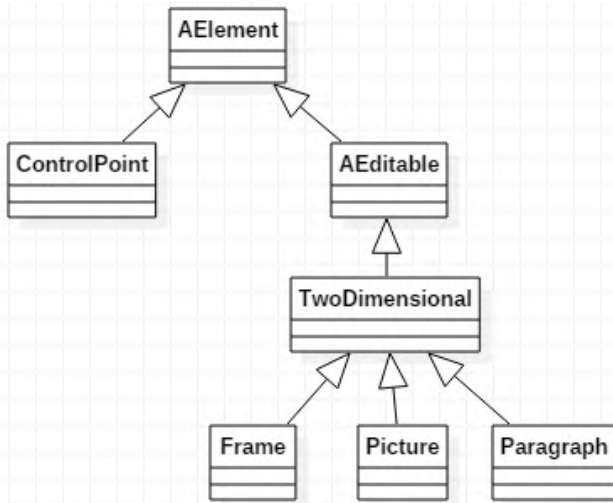 AElement
ControlPoint
AEditable
TwoDimensional
Frame
Picture
Paragraph